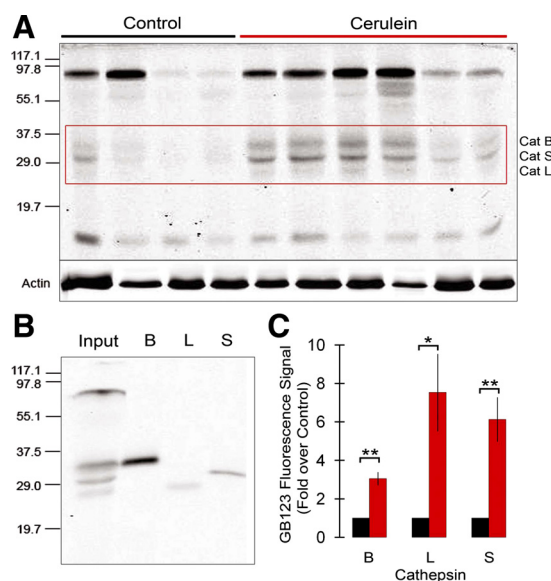 A
Control Cerulein
117.1
97.8
55.1
37.5
29.0
19.7
Cat B
Cat S
Cat L
Actin
B
Input B L S
117.1
97.8
55.1
37.5
29.0
19.7
C
GB123 Fluorescence Signal
(Fold over Control)
10
8
6
4
2
0
**
*
**
B L S
Cathepsin